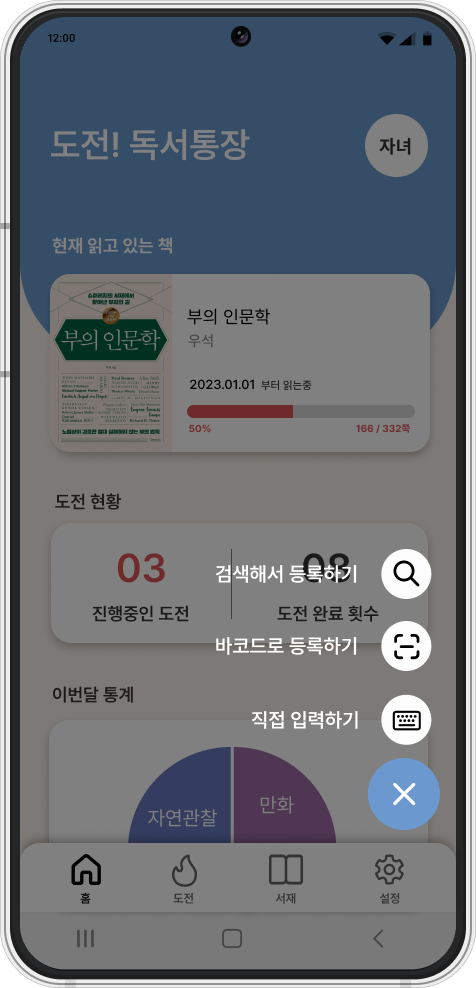 12:00
도전! 독서통장
자녀
현재 읽고 있는 책
부의 인문학
부의 인문학
우석
2023.01.01 부터 읽는중
50%
166 / 332쪽
도전 현황
03
08
진행중인 도전
도전 완료 횟수
검색해서 등록하기
바코드로 등록하기
이번달 통계
직접 입력하기
자연관찰
만화
홈
도전
서재
설정